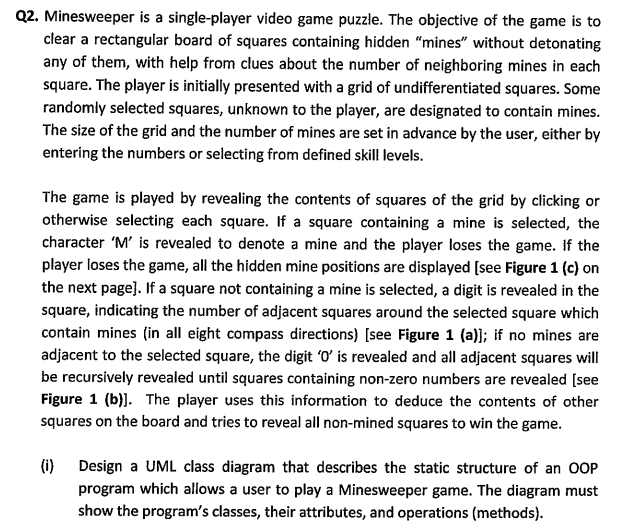 Q2. Minesweeper is a single-player video game puzzle. The objective of the game is to
clear a rectangular board of squares containing hidden “mines” without detonating
any of them, with help from clues about the number of neighboring mines in each
square. The player is initially presented with a grid of undifferentiated squares. Some
randomly selected squares, unknown to the player, are designated to contain mines.
The size of the grid and the number of mines are set in advance by the user, either by
entering the numbers or selecting from defined skill levels.
The game is played by revealing the contents of squares of the grid by clicking or
otherwise selecting each square. If a square containing a mine is selected, the
character ‘M’ is revealed to denote a mine and the player loses the game. If the
player loses the game, all the hidden mine positions are displayed [see Figure 1 (c) on
the next page]. If a square not containing a mine is selected, a digit is revealed in the
square, indicating the number of adjacent squares around the selected square which
contain mines (in all eight compass directions) [see Figure 1 (a)]; if no mines are
adjacent to the selected square, the digit ‘0’ is revealed and all adjacent squares will
be recursively revealed until squares containing non-zero numbers are revealed [see
Figure 1 (b)]. The player uses this information to deduce the contents of other
squares on the board and tries to reveal all non-mined squares to win the game.
(i) Design a UML class diagram that describes the static structure of an OOP
program which allows a user to play a Minesweeper game. The diagram must
show the program’s classes, their attributes, and operations (methods).